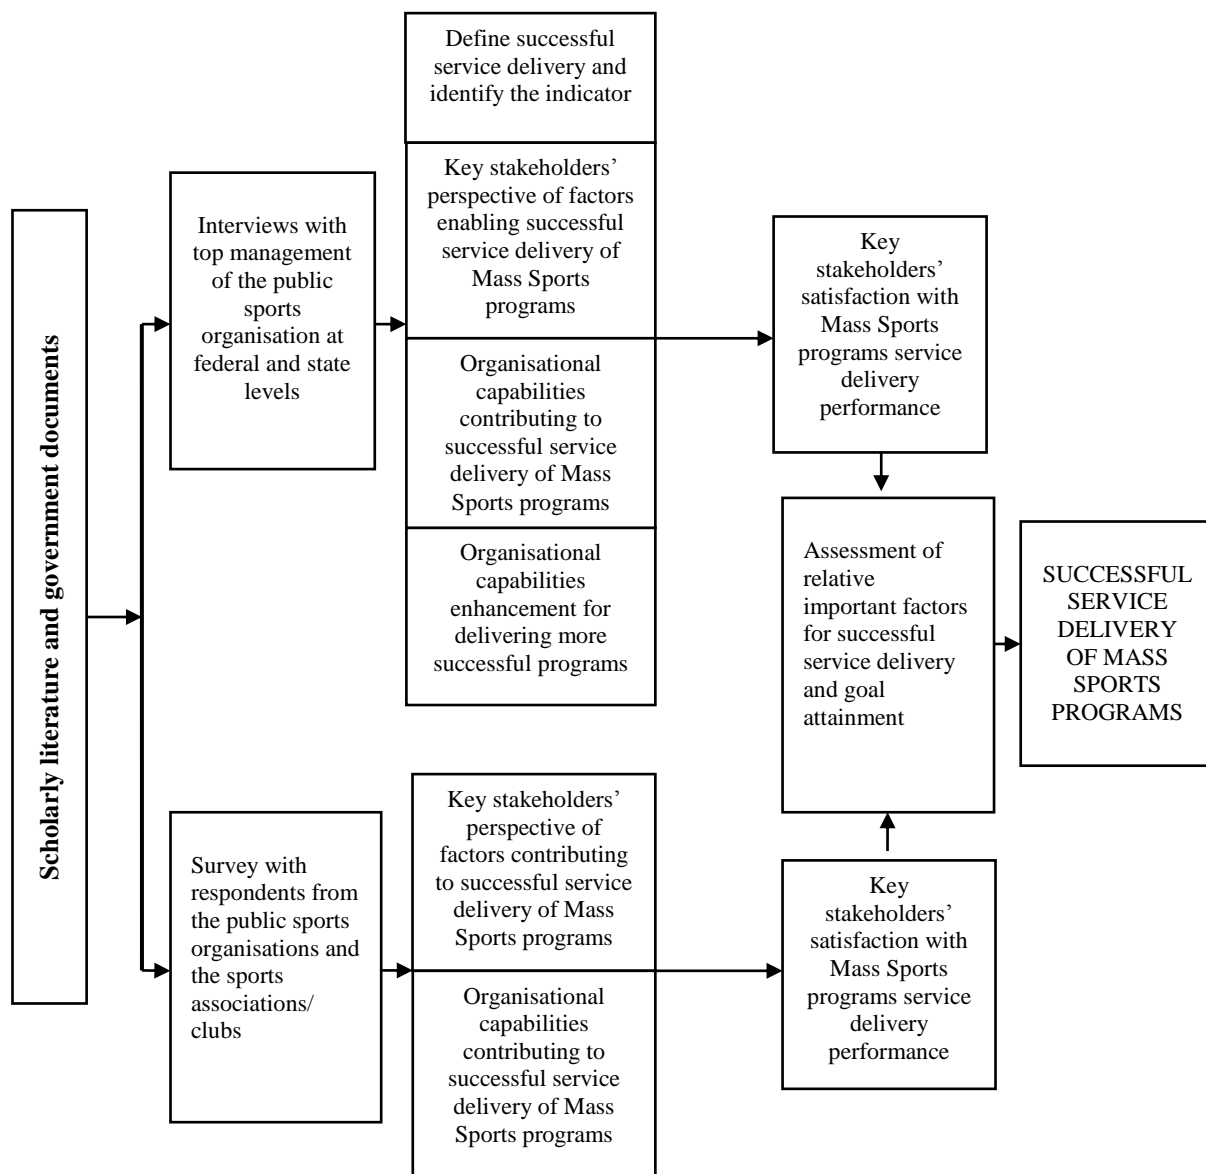 Scholarly literature and government documents
Interviews with
top management
of the public
sports
organisation at
federal and state
levels
Define successful
service delivery and
identify the indicator
Key stakeholders’
perspective of factors
enabling successful
service delivery of
Mass Sports
programs
Organisational
capabilities
contributing to
successful service
delivery of Mass
Sports programs
Organisational
capabilities
enhancement for
delivering more
successful programs
Key
stakeholders’
satisfaction with
Mass Sports
programs service
delivery
performance
Survey with
respondents from
the public sports
organisations and
the sports
associations/
clubs
Key stakeholders’
perspective of
factors contributing
to successful service
delivery of Mass
Sports programs
Organisational
capabilities
contributing to
successful service
delivery of Mass
Sports programs
Key
stakeholders’
satisfaction with
Mass Sports
programs service
delivery
performance
Assessment of
relative
important factors
for successful
service delivery
and goal
attainment
SUCCESSFUL
SERVICE
DELIVERY
OF MASS
SPORTS
PROGRAMS